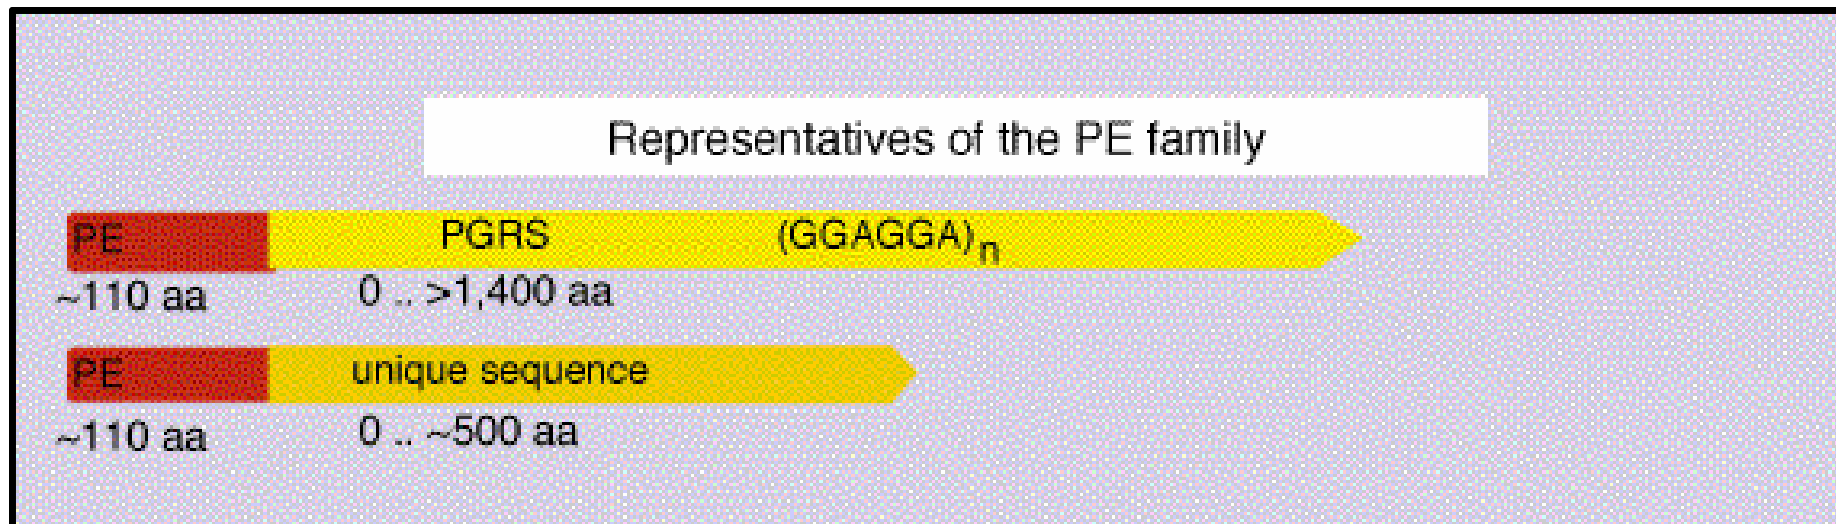 Representatives of the PE family
PE PGRS (GGAGGA)n
~110 aa 0 .. >1,400 aa
PE unique sequence
~110 aa 0 .. ~500 aa